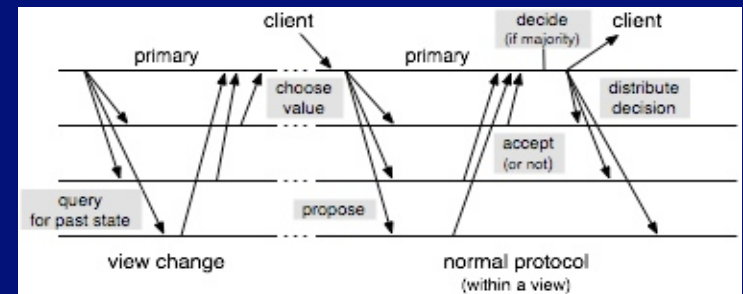 client
decide
(if majority)
client
primary
primary
choose
value
distribute
decision
accept
(or not)
query
for past state
propose
view change
normal protocol
(within a view)